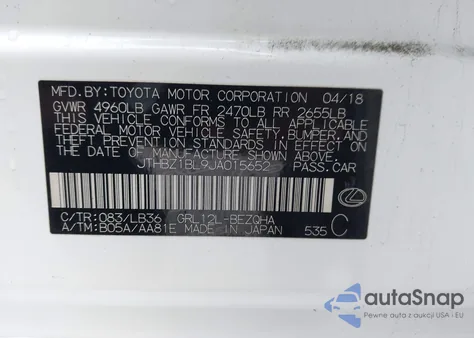 MFD.BY:TOYOTA MOTOR CORPORATION 04/18
GVWR 4960LB GAWR FR 2470LB RR 2655LB
THIS VEHICLE CONFORMS TO ALL APPLICABLE
FEDERAL MOTOR VEHICLE SAFETY,BUMPER,AND
THEFT PREVENTION STANDARDS IN EFFECT ON
THE DATE OF MANUFACTURE SHOWN ABOVE.
JTHBZ1BL9JA015652 PASS.CAR
C/TR:083/LB36 GRL12L-BEZQHA
A/TM:B05A/AA81E MADE IN JAPAN 535 C
autoSnap
Pewne auta z USA i EU